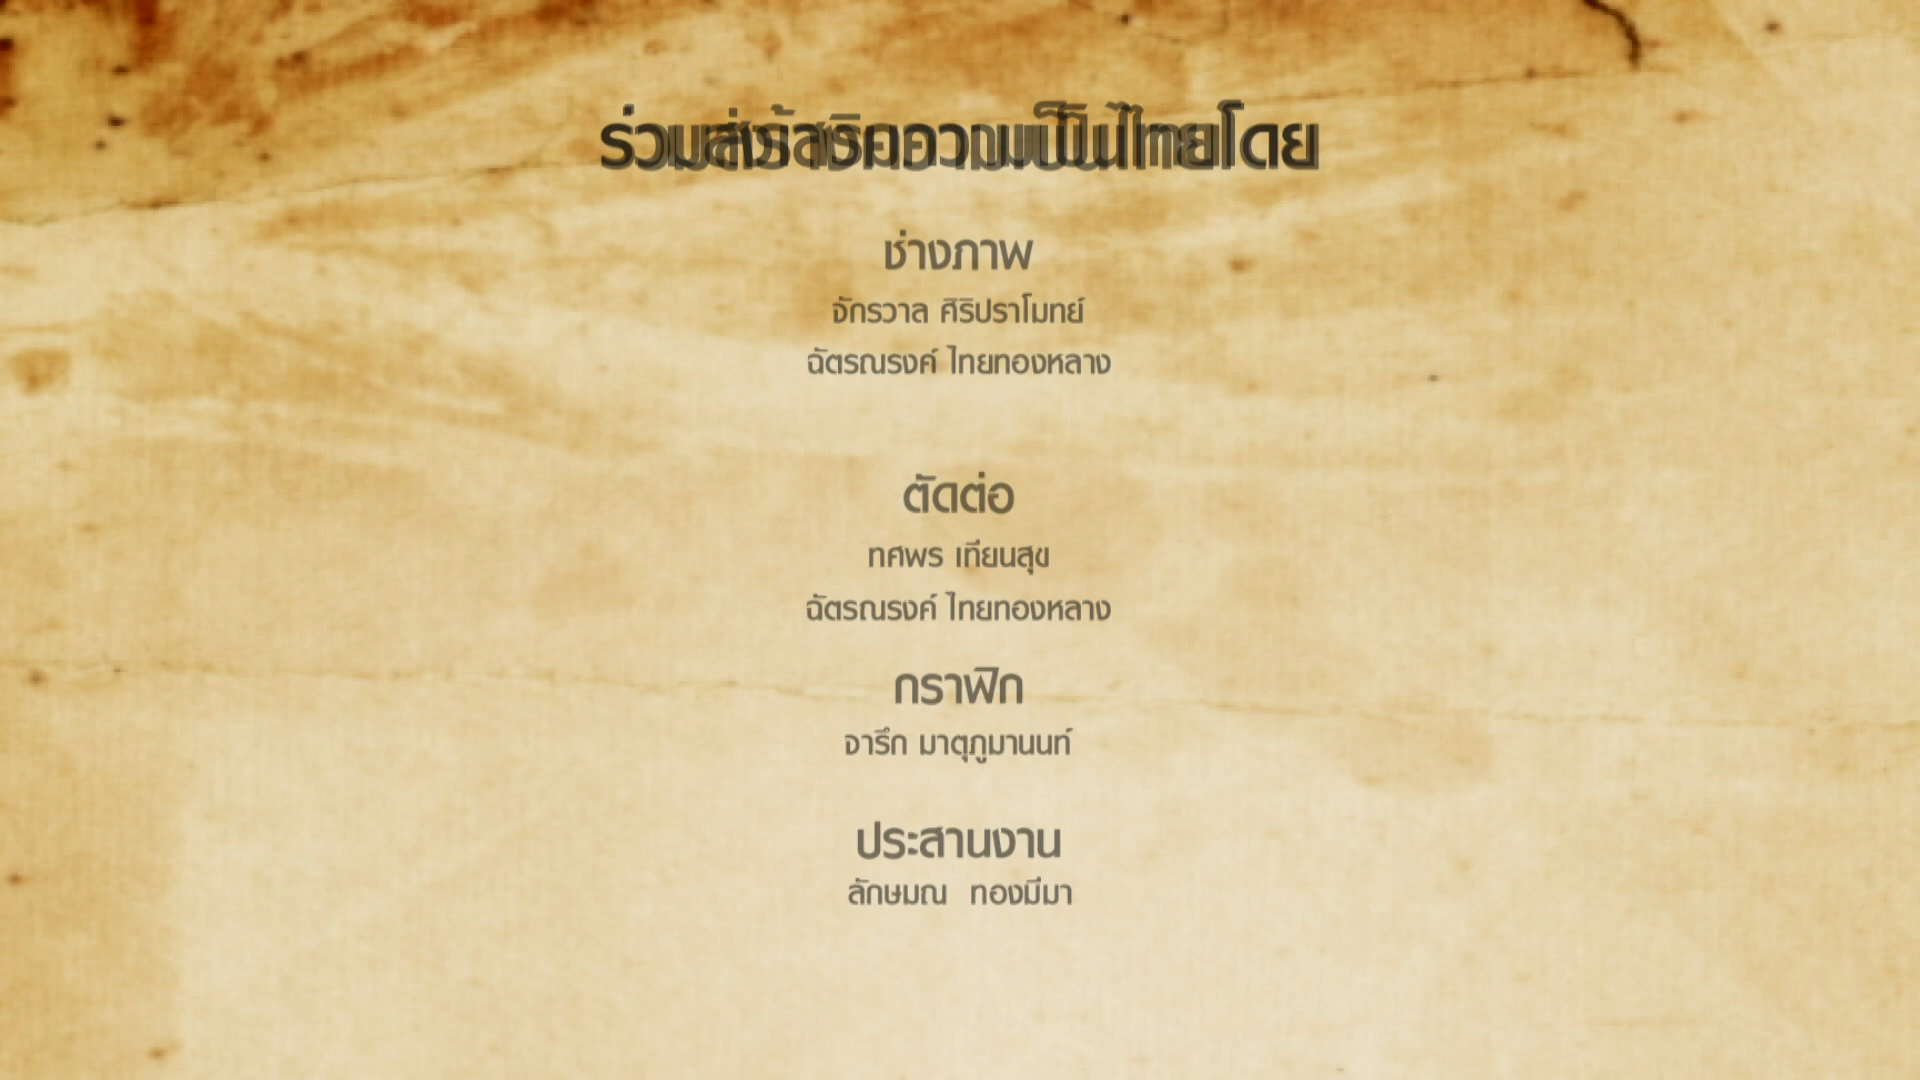 ช่างภาพ
จักรวาล ศิริปราโมทย์
ฉัตรณรงค์ ไทยทองหลาง
ตัดต่อ
ทศพร เทียนสุข
ฉัตรณรงค์ ไทยทองหลาง
กราฟิก
จารึก มาตุภูมานนท์
ประสานงาน
ลักษมณ ทองมีมา